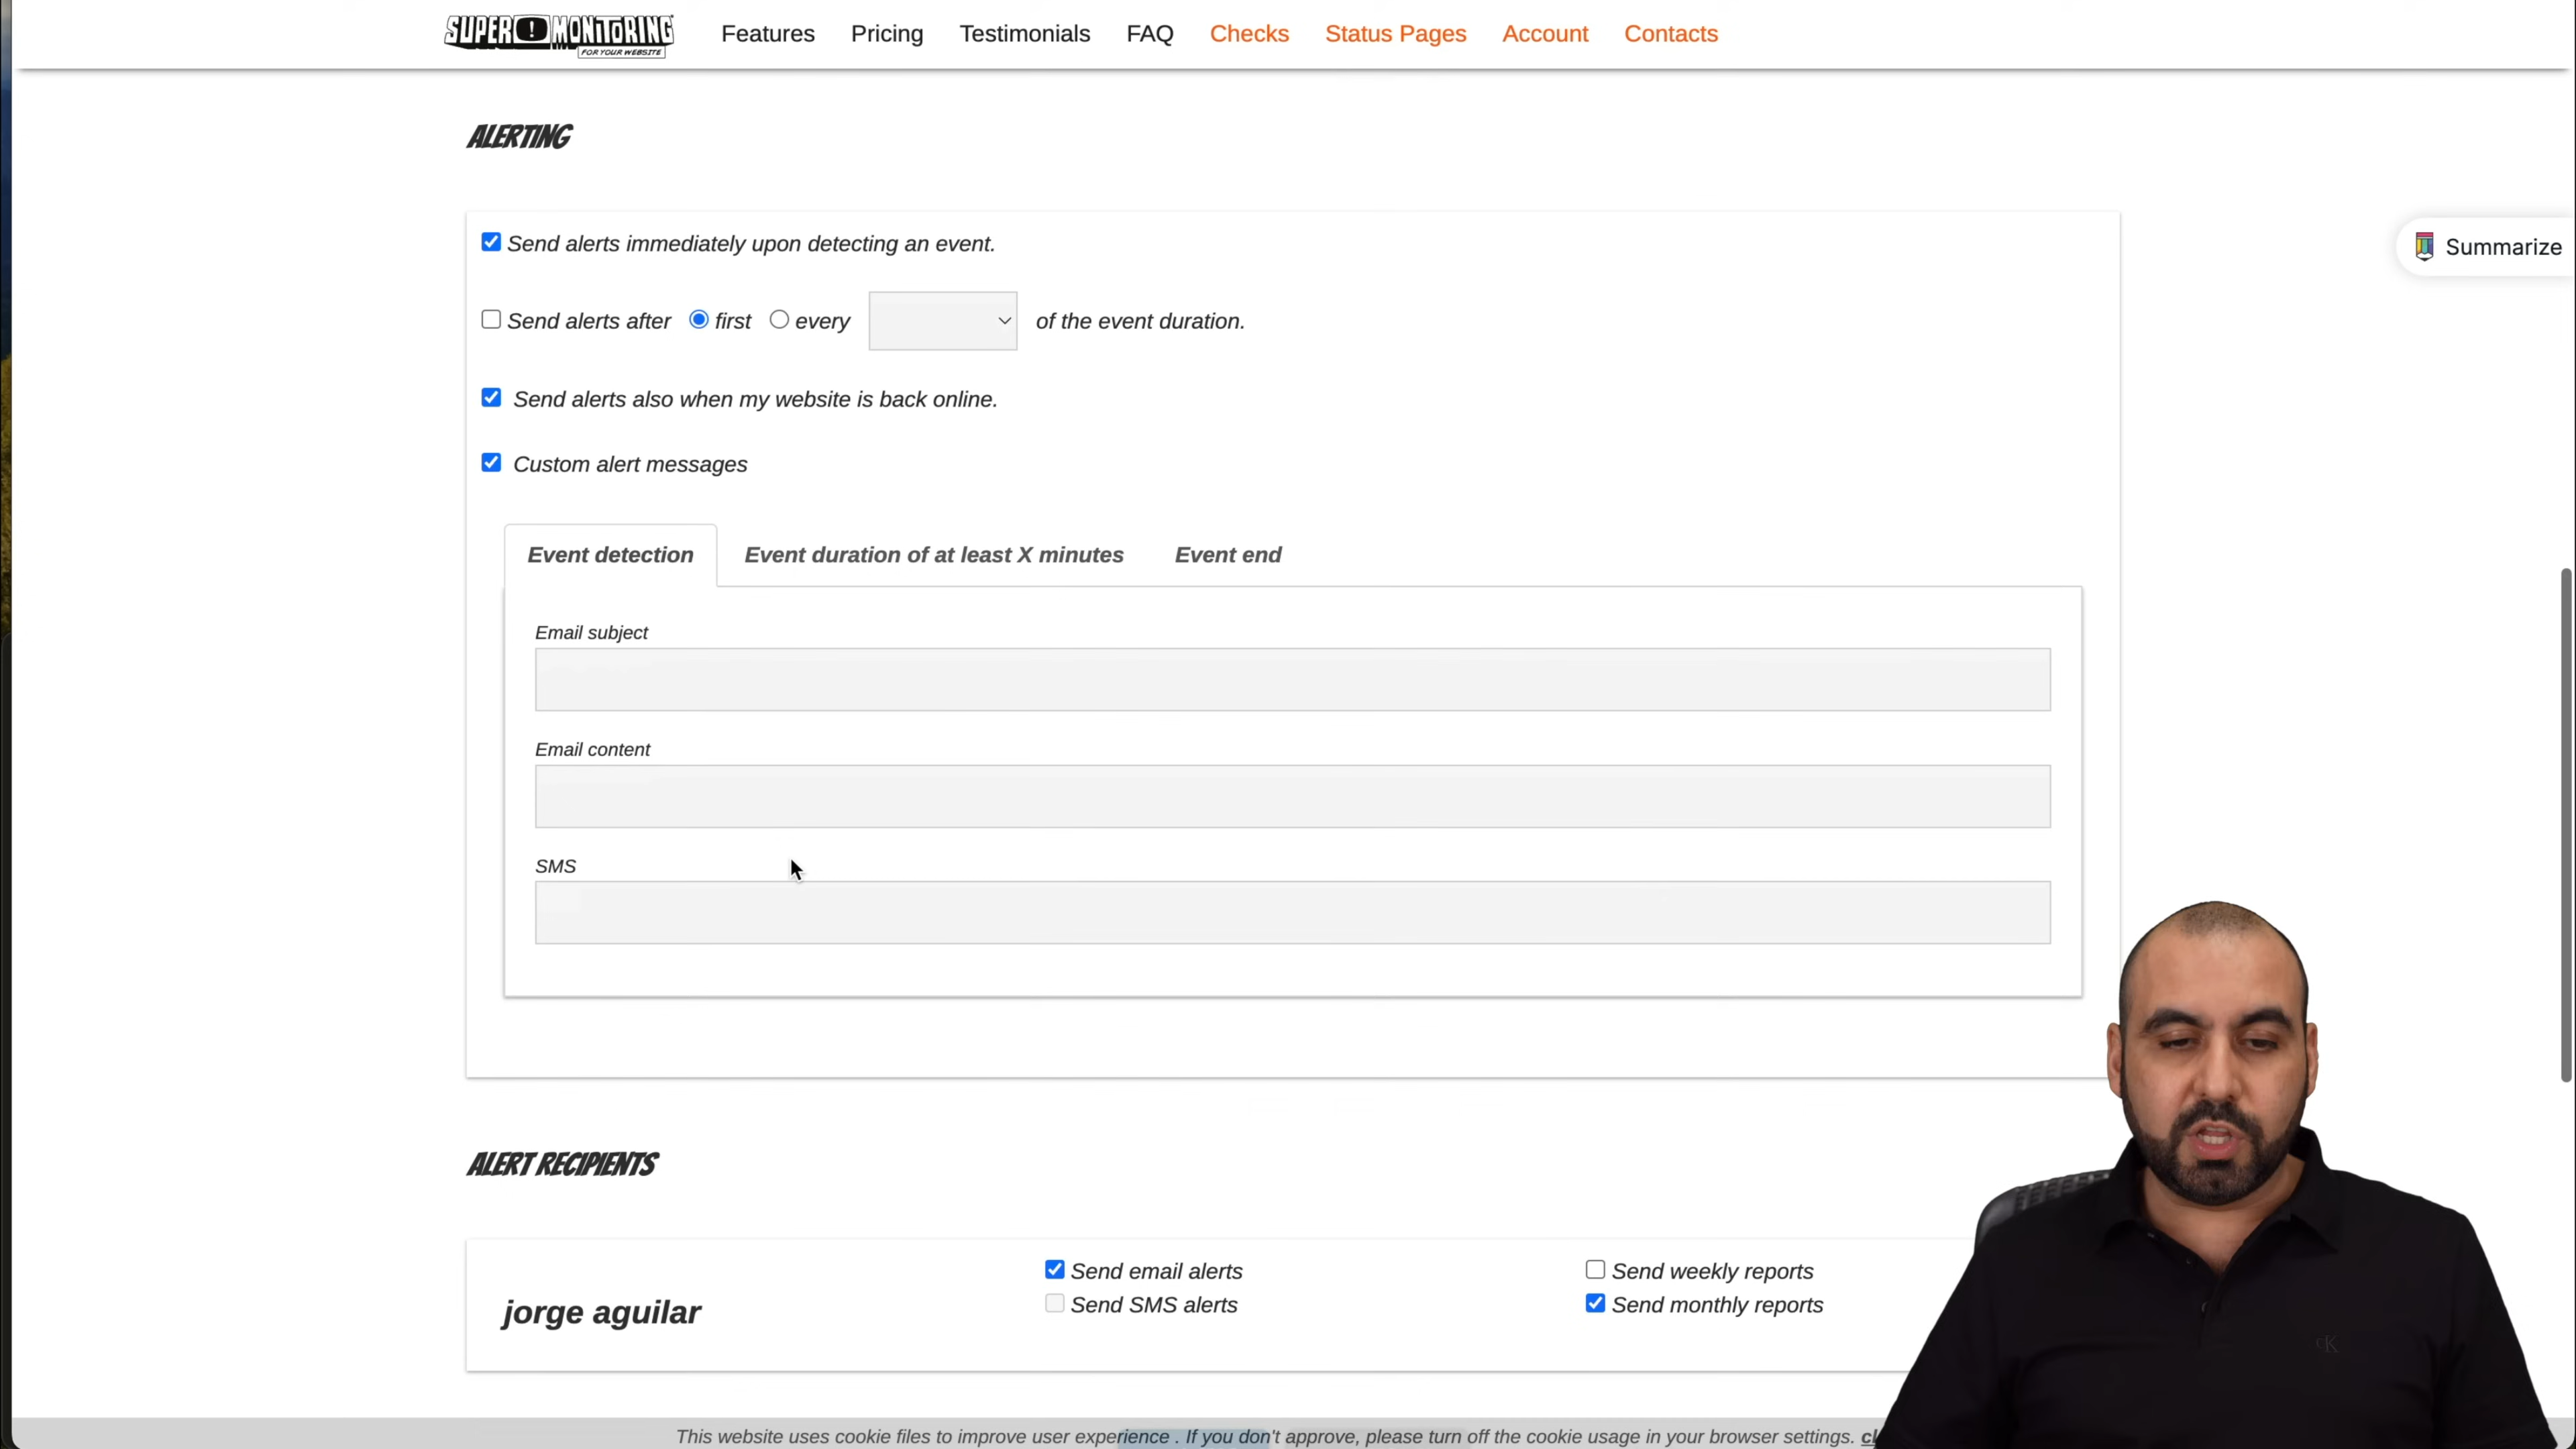 SUPER ! MONITORING
FOR YOUR WEBSITE
Features Pricing Testimonials FAQ Checks Status Pages Account Contacts
ALERTING
Send alerts immediately upon detecting an event.
Summarize
Send alerts after first every of the event duration.
Send alerts also when my website is back online.
Custom alert messages
Event detection Event duration of at least X minutes Event end
Email subject
Email content
SMS
ALERT RECIPIENTS
jorge aguilar
Send email alerts
Send SMS alerts
Send weekly reports
Send monthly reports
This website uses cookie files to improve user experience . If you don't approve, please turn off the cookie usage in your browser settings.
cK